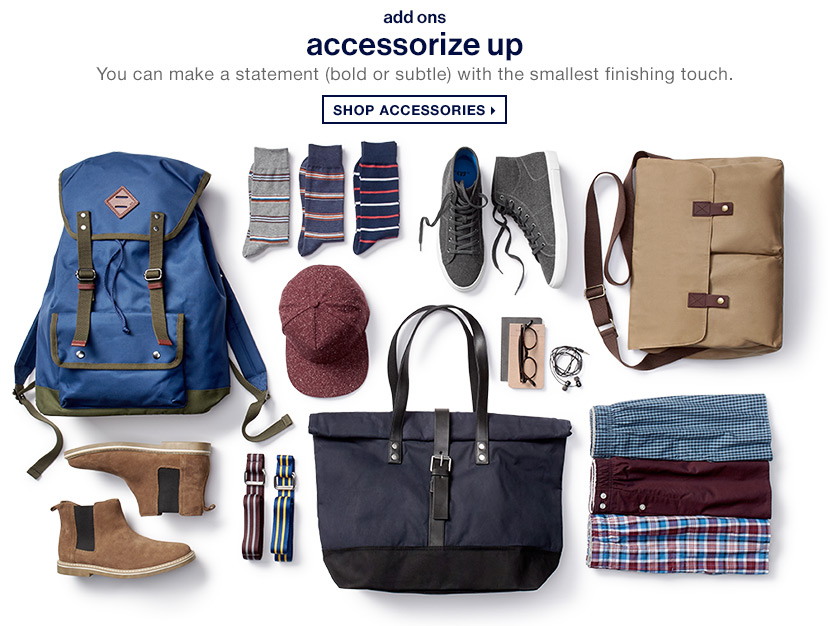 add ons
accessorize up
You can make a statement (bold or subtle) with the smallest finishing touch.
SHOP ACCESSORIES